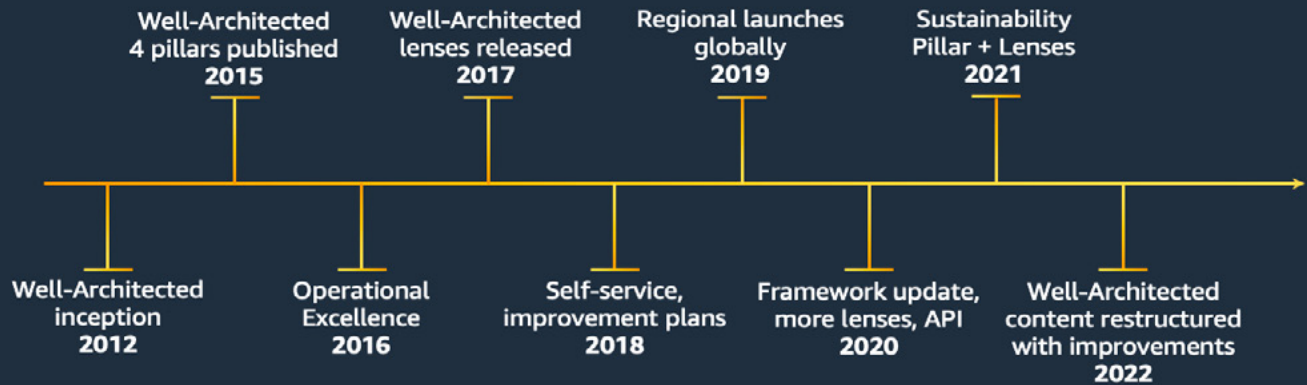 Well-Architected
4 pillars published
2015
Well-Architected
lenses released
2017
Regional launches
globally
2019
Sustainability
Pillar + Lenses
2021
Well-Architected
inception
2012
Operational
Excellence
2016
Self-service,
improvement plans
2018
Framework update,
more lenses, API
2020
Well-Architected
content restructured
with improvements
2022